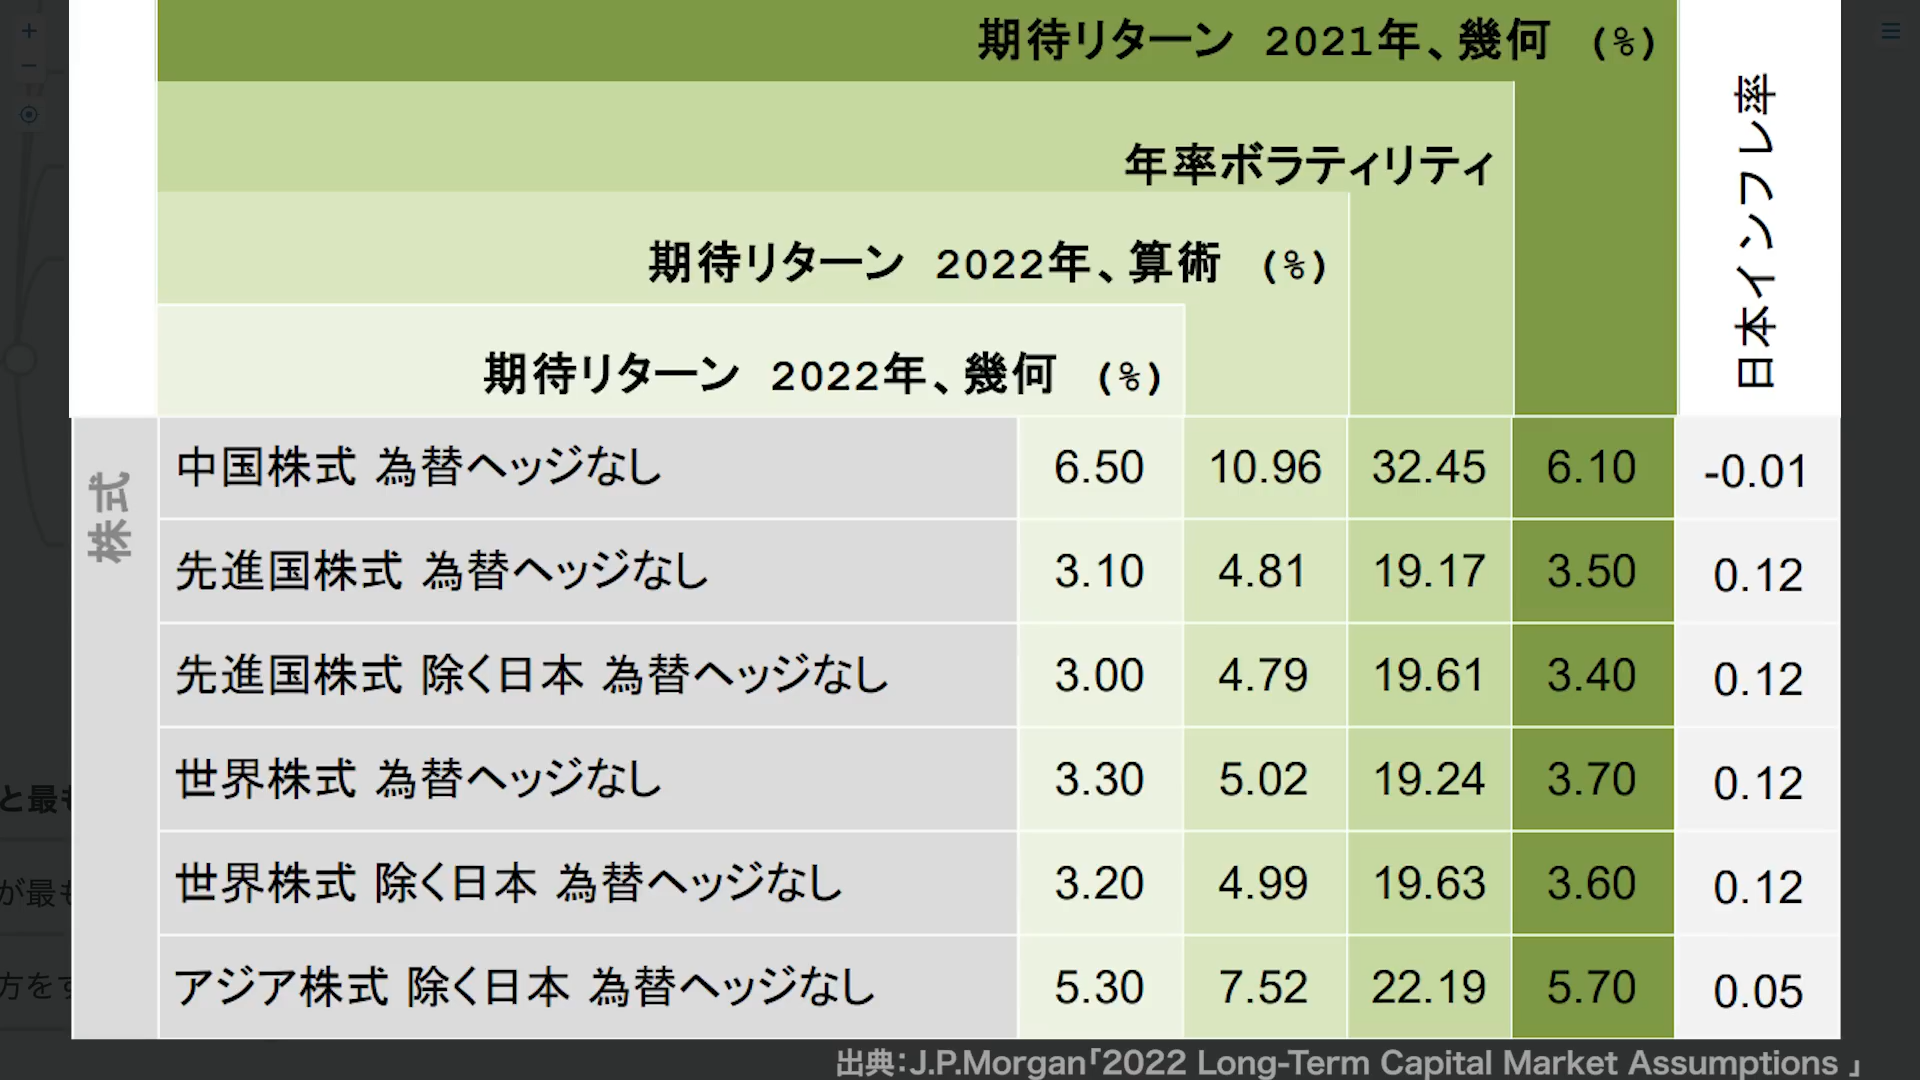 期待リターン 2021年、幾何 (%)
年率ボラティリティ
期待リターン 2022年、算術 (%)
期待リターン 2022年、幾何 (%)
日本インフレ率
株式
中国株式 為替ヘッジなし 6.50 10.96 32.45 6.10 -0.01
先進国株式 為替ヘッジなし 3.10 4.81 19.17 3.50 0.12
先進国株式 除く日本 為替ヘッジなし 3.00 4.79 19.61 3.40 0.12
世界株式 為替ヘッジなし 3.30 5.02 19.24 3.70 0.12
世界株式 除く日本 為替ヘッジなし 3.20 4.99 19.63 3.60 0.12
アジア株式 除く日本 為替ヘッジなし 5.30 7.52 22.19 5.70 0.05
と最も
が最も
方をす
出典:J.P.Morgan「2022 Long-Term Capital Market Assumptions 」